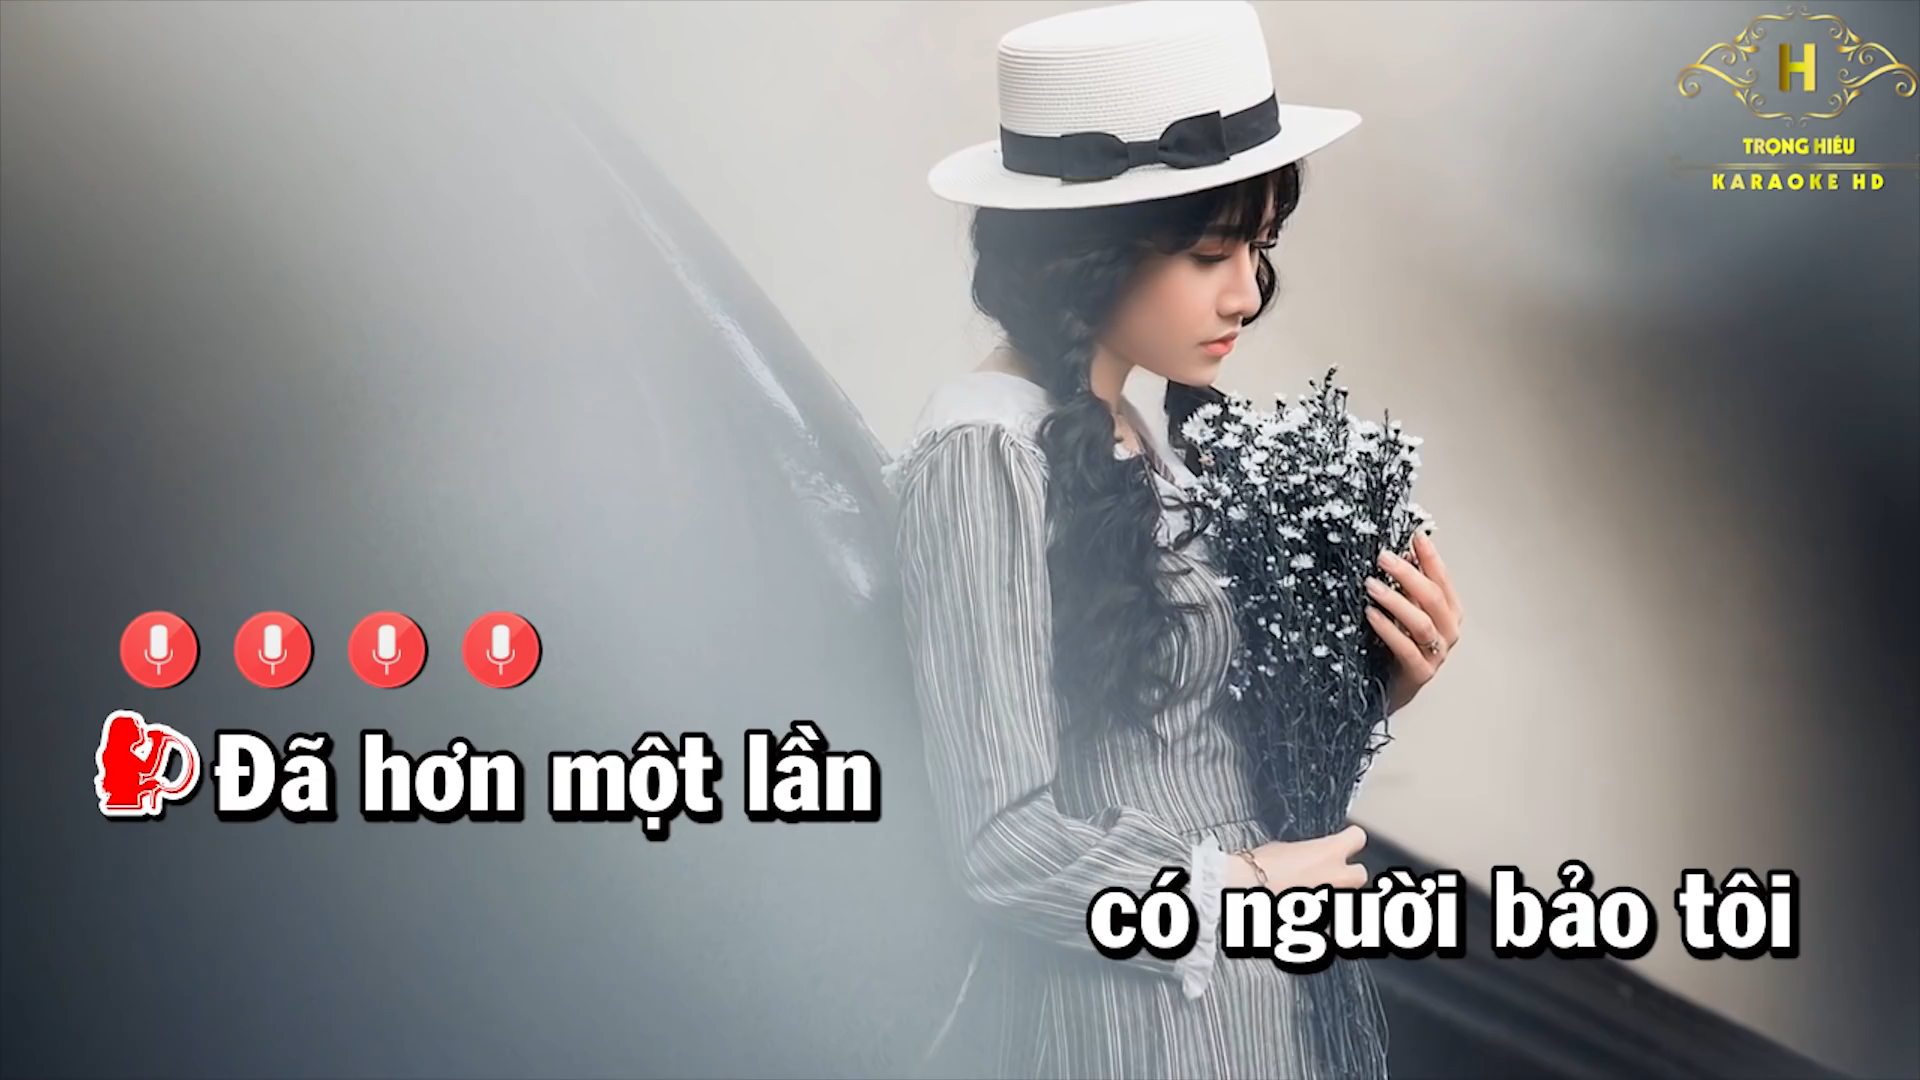 H
TRỌNG HIẾU
KARAOKE HD
Đã hơn một lần
có người bảo tôi